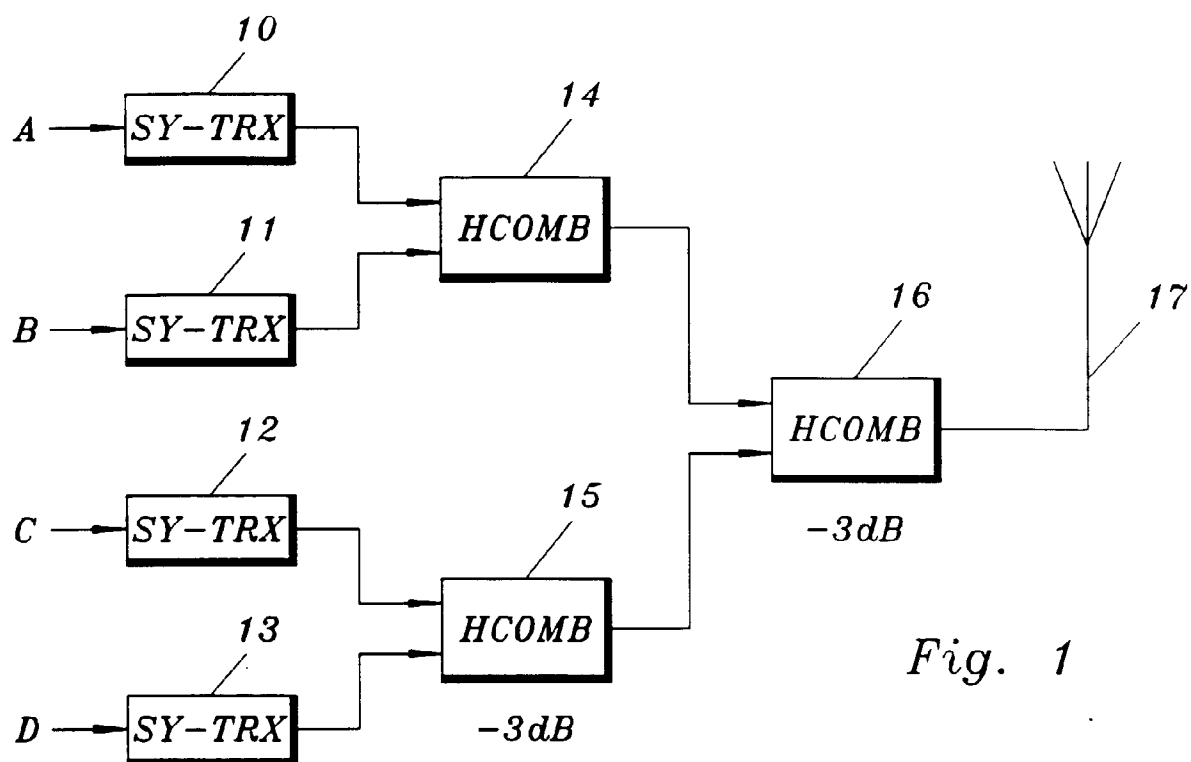 10
A SY-TRX
14
HCOMB
11
B SY-TRX
16
17
HCOMB
-3dB
12
C SY-TRX
15
HCOMB
-3dB
13
D SY-TRX
Fig. 1